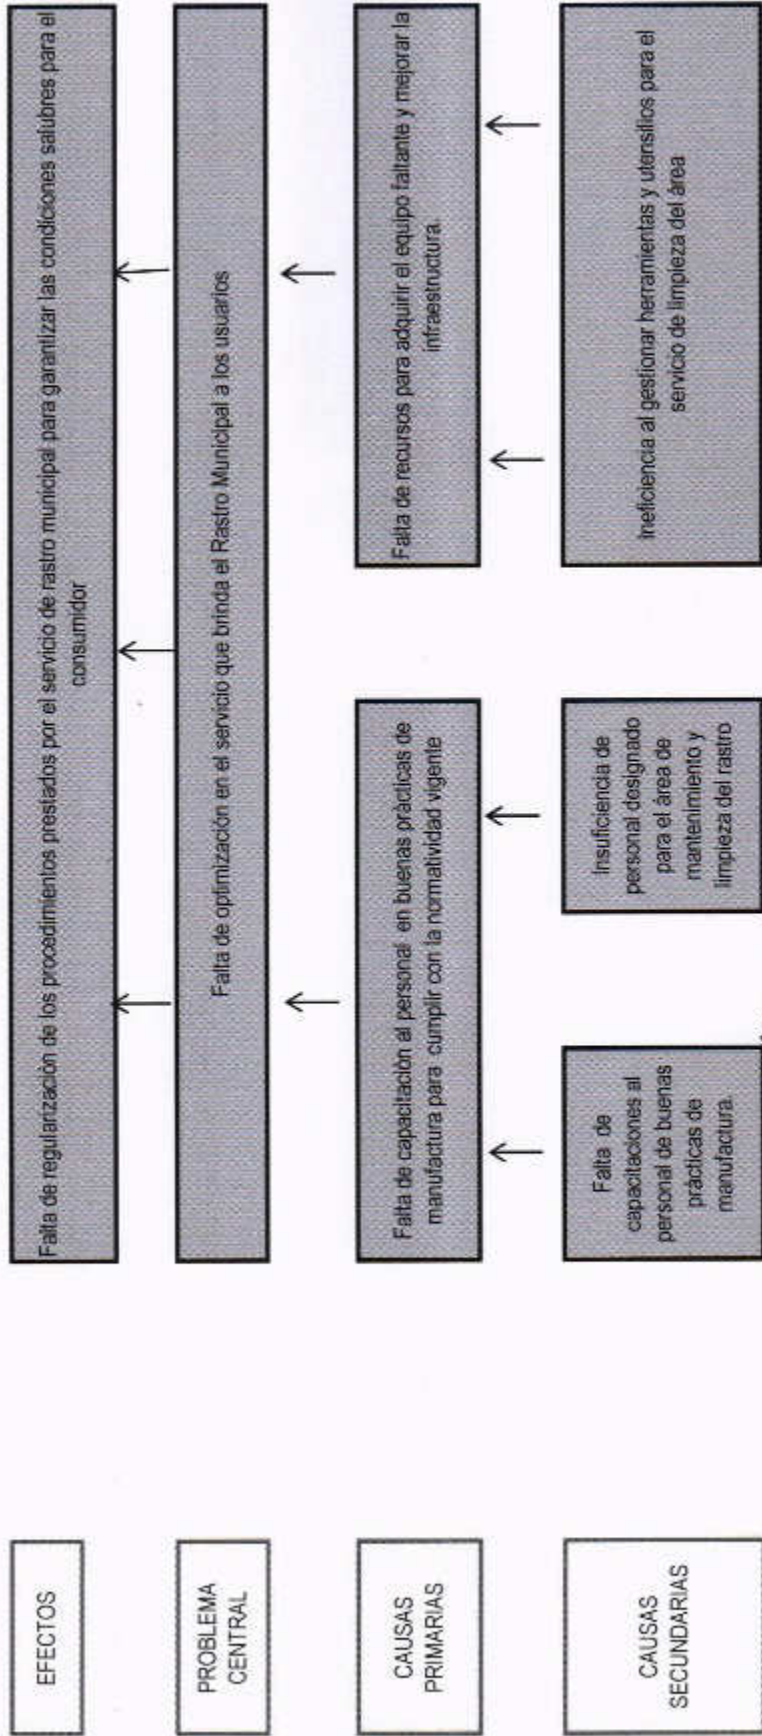 EFECTOS
Falta de regularización de los procedimientos prestados por el servicio de rastro municipal para garantizar las condiciones salubres para el
consumidor
PROBLEMA
CENTRAL
Falta de optimización en el servicio que brinda el Rastro Municipal a los usuarios
CAUSAS
PRIMARIAS
Falta de capacitación al personal en buenas prácticas de
manufactura para cumplir con la normatividad vigente
Falta de recursos para adquirir el equipo faltante y mejorar la
infraestructura.
CAUSAS
SECUNDARIAS
Falta de
capacitaciones al
personal de buenas
prácticas de
manufactura.
Insuficiencia de
personal designado
para el área de
mantenimiento y
limpieza del rastro
Ineficiencia al gestionar herramientas y utensilios para el
servicio de limpieza del área